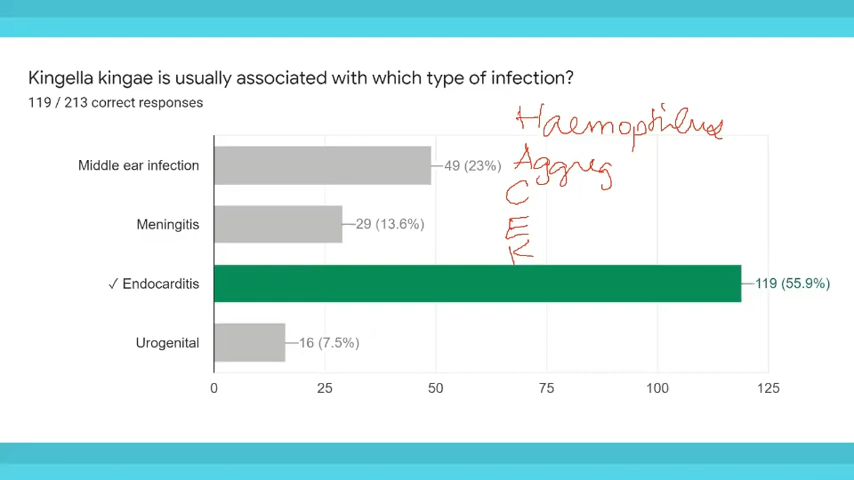 Kingella kingae is usually associated with which type of infection?
119 / 213 correct responses
Haemophilus
Middle ear infection 49 (23%) Aggreg
C
Meningitis 29 (13.6%) E
K
✓ Endocarditis 119 (55.9%)
Urogenital 16 (7.5%)
0 25 50 75 100 125